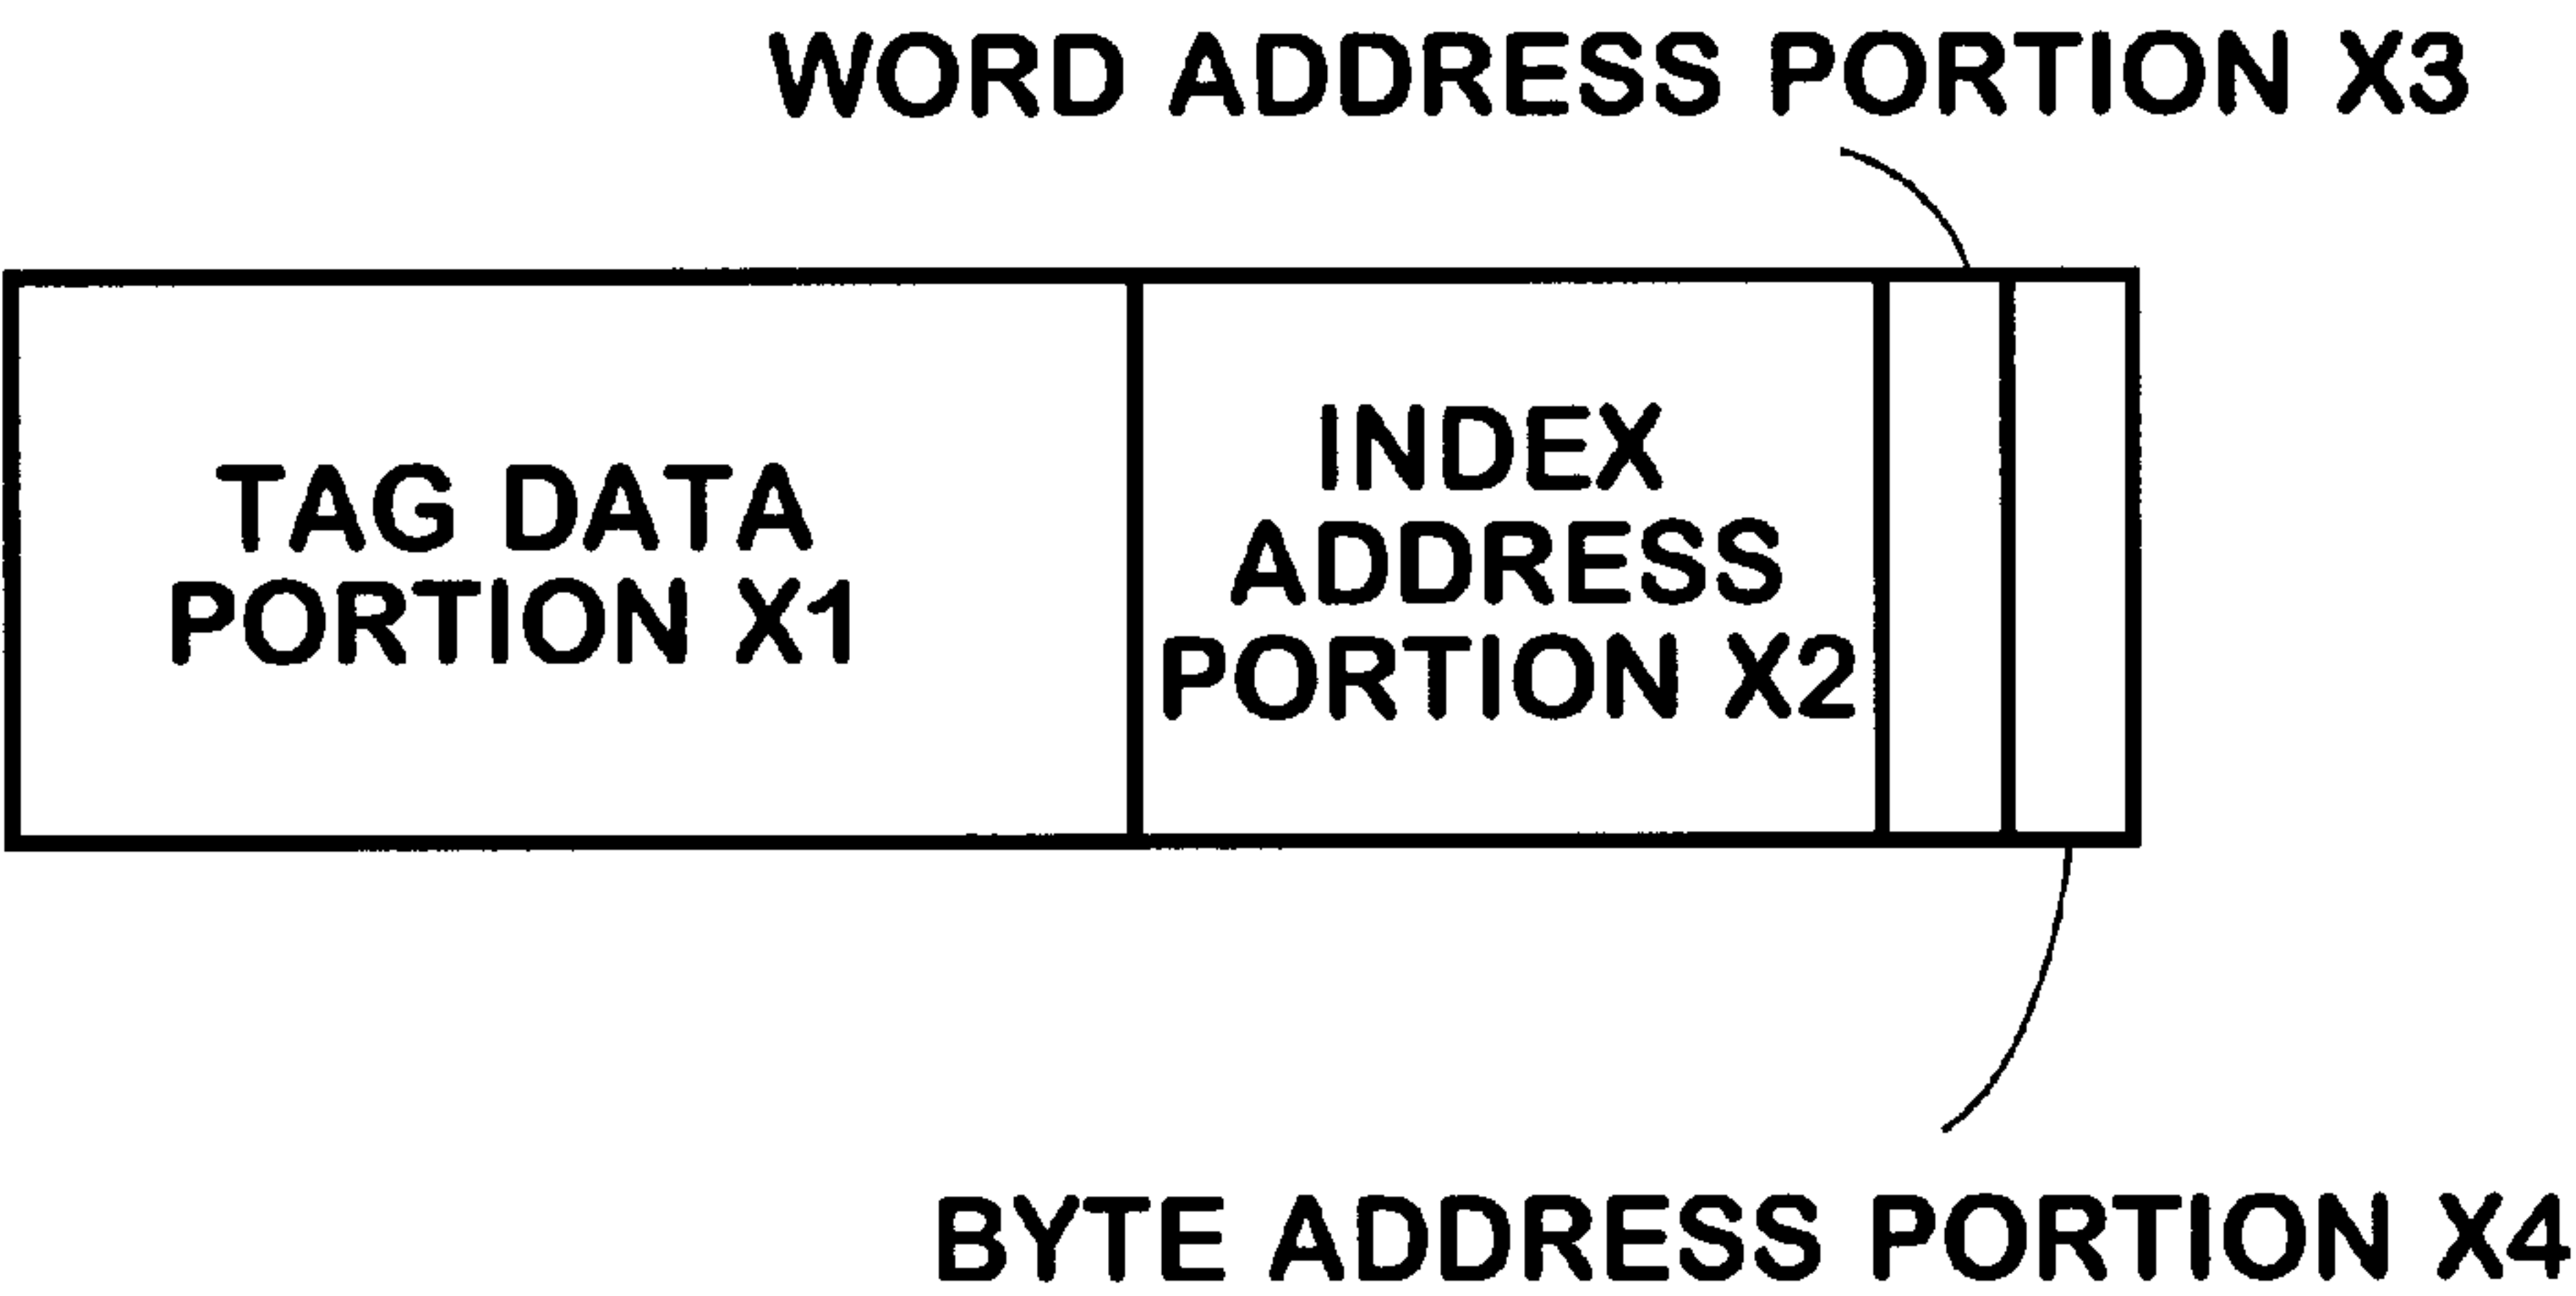 WORD ADDRESS PORTION X3
TAG DATA
PORTION X1
INDEX
ADDRESS
PORTION X2
BYTE ADDRESS PORTION X4